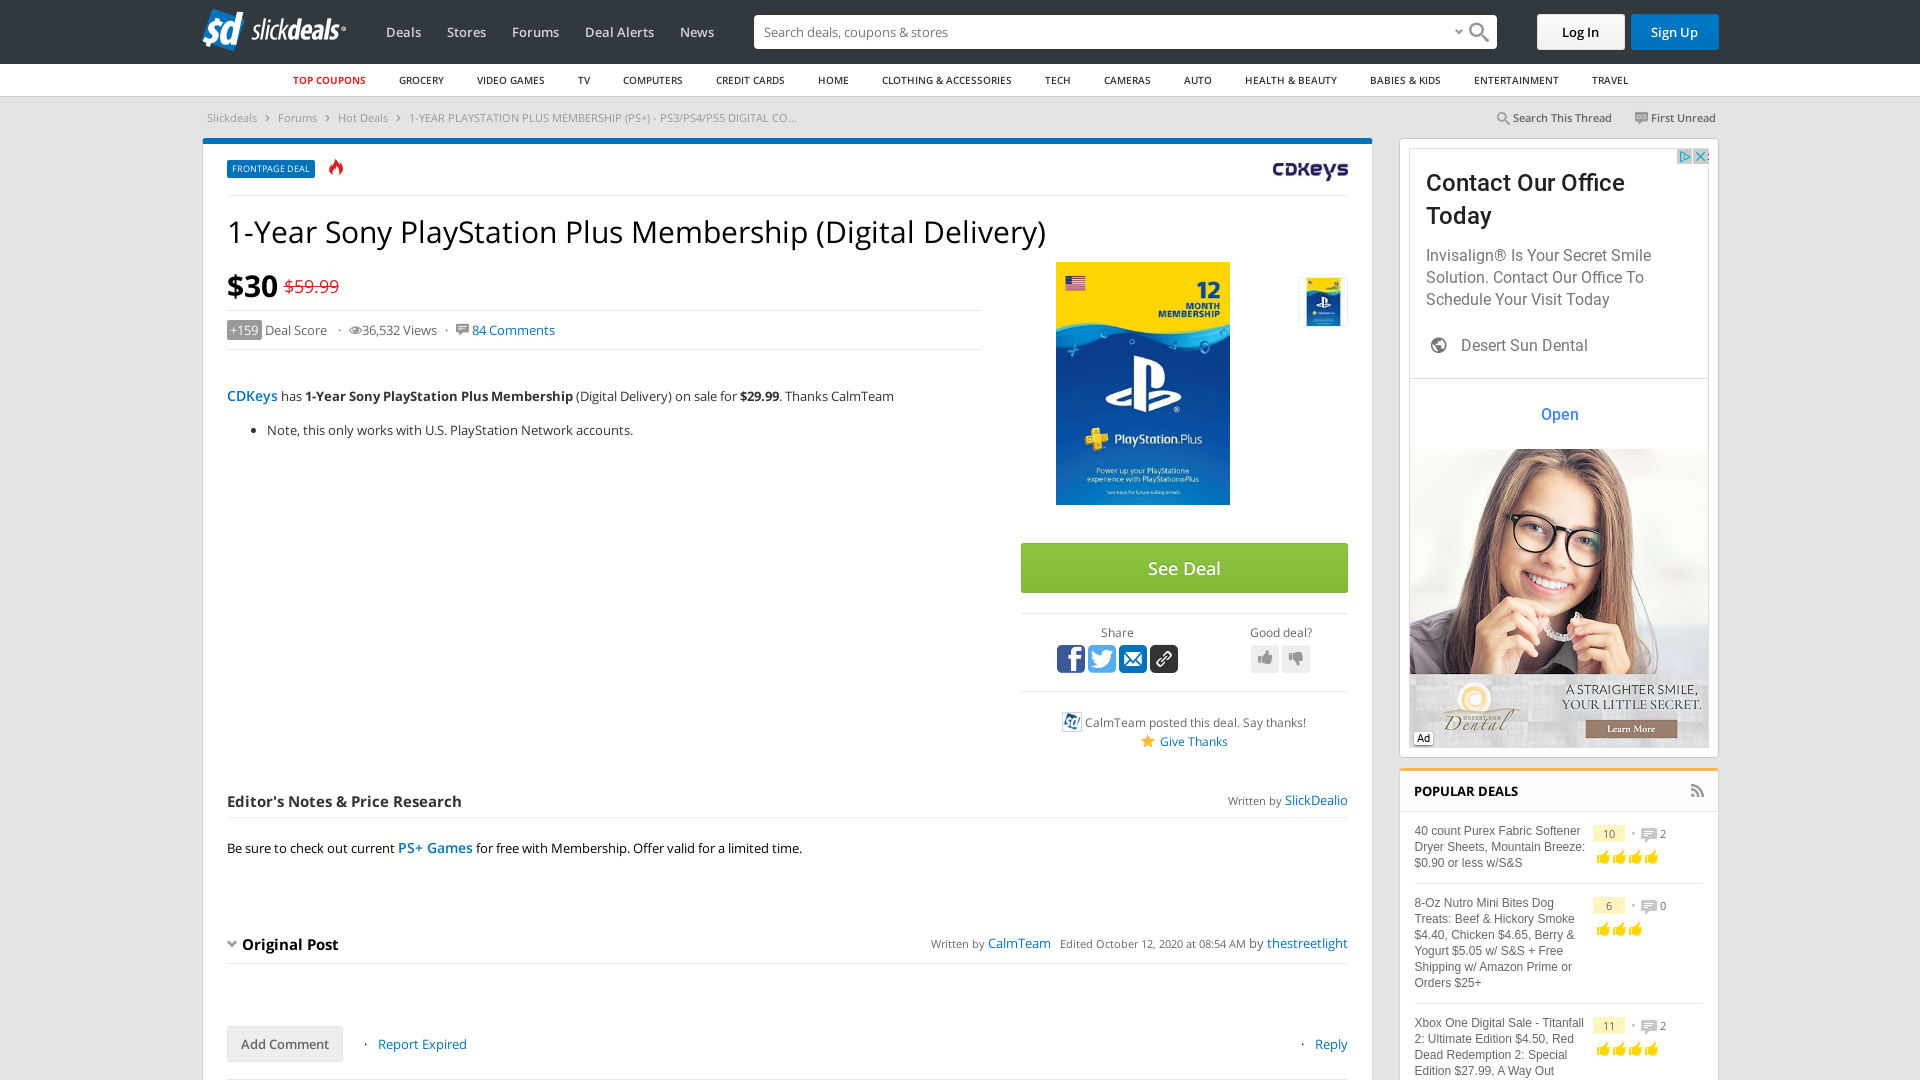 slickdeals
Deals
Stores
Forums
Deal Alerts
News
Search deals, coupons & stores
Log In
Sign Up
TOP COUPONS
GROCERY
VIDEO GAMES
TV
COMPUTERS
CREDIT CARDS
HOME
CLOTHING & ACCESSORIES
TECH
CAMERAS
AUTO
HEALTH & BEAUTY
BABIES & KIDS
ENTERTAINMENT
TRAVEL
Slickdeals > Forums > Hot Deals > 1-YEAR PLAYSTATION PLUS MEMBERSHIP (PS+) - PS3/PS4/PS5 DIGITAL CO...
Search This Thread
First Unread
FRONTPAGE DEAL
CDKeys
1-Year Sony PlayStation Plus Membership (Digital Delivery)
$30 $59.99
+159 Deal Score · 36,532 Views · 84 Comments
CDKeys has 1-Year Sony PlayStation Plus Membership (Digital Delivery) on sale for $29.99. Thanks CalmTeam
• Note, this only works with U.S. PlayStation Network accounts.
12
MONTH
MEMBERSHIP
PlayStation.Plus
Power up your PlayStation®
experience with PlayStation®Plus
*see back for future billing details
See Deal
Share
Good deal?
CalmTeam posted this deal. Say thanks!
Give Thanks
Editor's Notes & Price Research
Written by SlickDealio
Be sure to check out current PS+ Games for free with Membership. Offer valid for a limited time.
Original Post
Written by CalmTeam Edited October 12, 2020 at 08:54 AM by thestreetlight
Add Comment
· Report Expired
· Reply
Contact Our Office
Today
Invisalign® Is Your Secret Smile
Solution. Contact Our Office To
Schedule Your Visit Today
Desert Sun Dental
Open
A STRAIGHTER SMILE,
YOUR LITTLE SECRET.
DESERT SUN
Dental
Learn More
Ad
POPULAR DEALS
40 count Purex Fabric Softener
Dryer Sheets, Mountain Breeze:
$0.90 or less w/S&S
10 • 2
8-Oz Nutro Mini Bites Dog
Treats: Beef & Hickory Smoke
$4.40, Chicken $4.65, Berry &
Yogurt $5.05 w/ S&S + Free
Shipping w/ Amazon Prime or
Orders $25+
6 • 0
Xbox One Digital Sale - Titanfall
2: Ultimate Edition $4.50, Red
Dead Redemption 2: Special
Edition $27.99, A Way Out
11 • 2